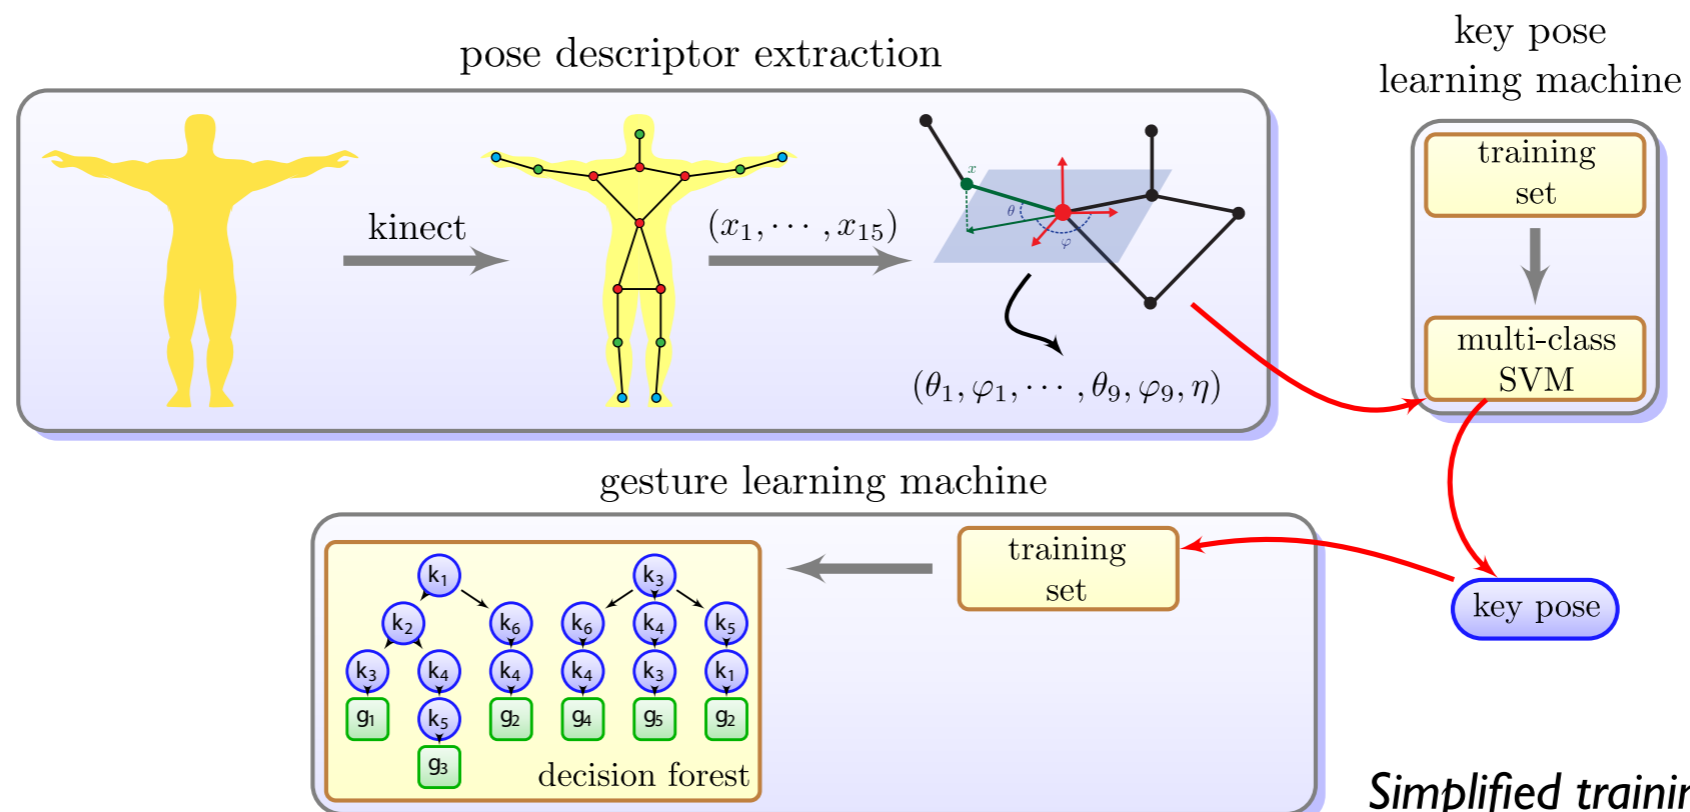 pose descriptor extraction
key pose
learning machine
kinect
(x₁, ⋯ , x₁₅)
x
θ
φ
(θ₁, φ₁, ⋯ , θ₉, φ₉, η)
training
set
multi-class
SVM
gesture learning machine
training
set
key pose
k₁ k₃
k₂ k₆ k₆ k₄ k₅
k₃ k₄ k₄ k₄ k₃ k₁
g₁ k₅ g₂ g₄ g₅ g₂
g₃
decision forest
Simplified trainin